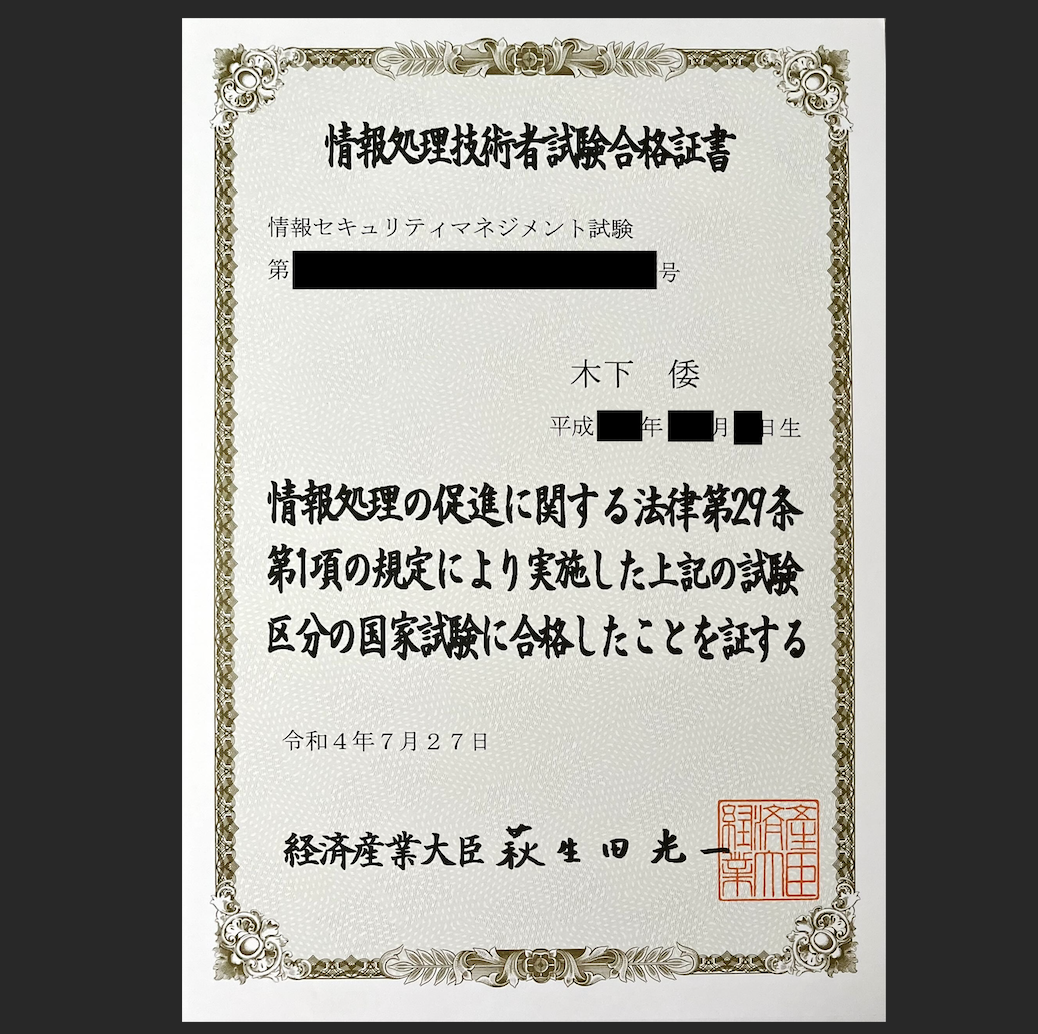 情報処理技術者試験合格証書
情報セキュリティマネジメント試験
第 号
木下 倭
平成 年 月 日生
情報処理の促進に関する法律第29条
第1項の規定により実施した上記の試験
区分の国家試験に合格したことを証する
令和4年7月27日
経済産業大臣 萩生田光一
経済産業大臣